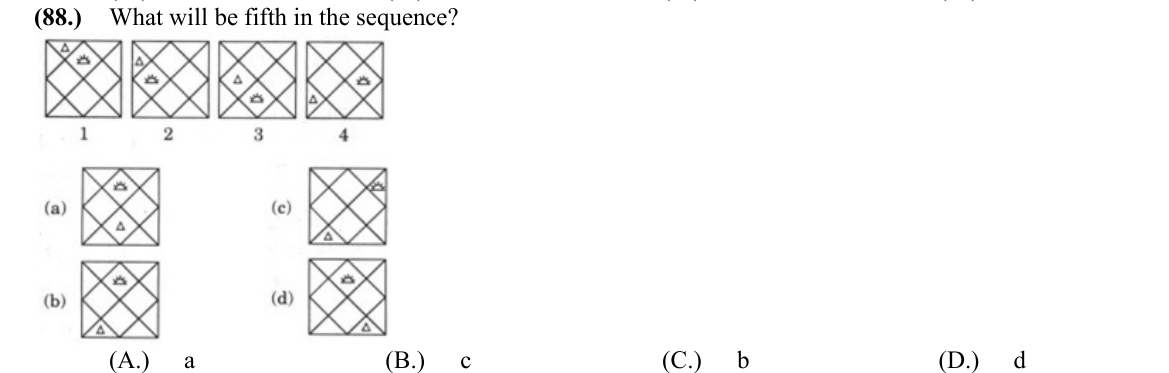 (88.) What will be fifth in the sequence?
1 2 3 4
(a) (c)
(b) (d)
(A.) a (B.) c (C.) b (D.) d